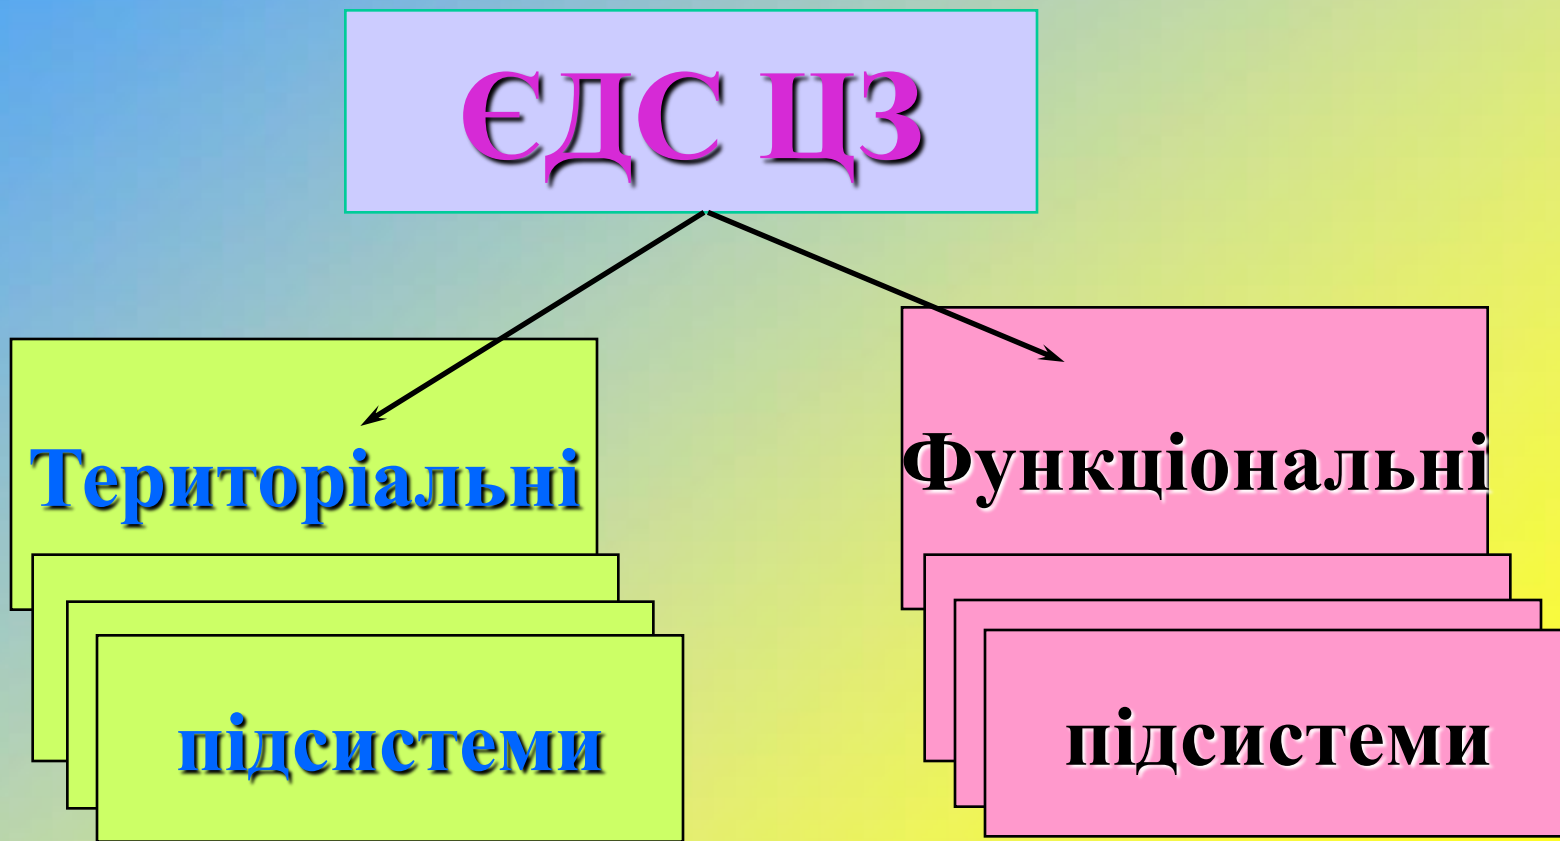 ЄДС ЦЗ
Територіальні
підсистеми
Функціональні
підсистеми